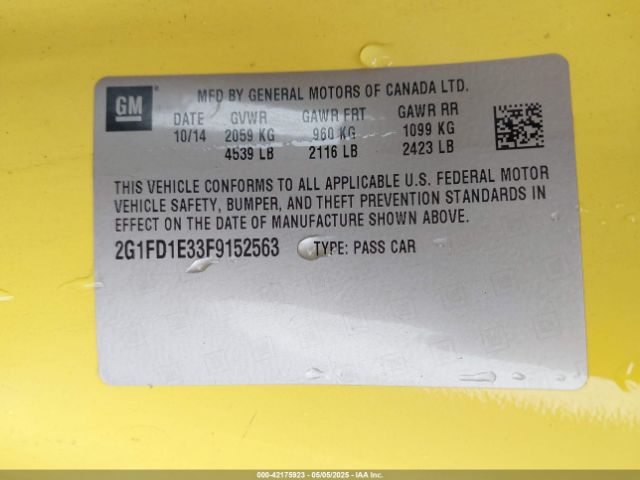 GM
MFD BY GENERAL MOTORS OF CANADA LTD.
DATE GVWR GAWR FRT GAWR RR
10/14 2059 KG 960 KG 1099 KG
4539 LB 2116 LB 2423 LB
THIS VEHICLE CONFORMS TO ALL APPLICABLE U.S. FEDERAL MOTOR
VEHICLE SAFETY, BUMPER, AND THEFT PREVENTION STANDARDS IN
EFFECT ON THE DATE OF MANUFACTURE SHOWN ABOVE.
2G1FD1E33F9152563 TYPE: PASS CAR
000-42175923 - 05/05/2025 - IAA Inc.